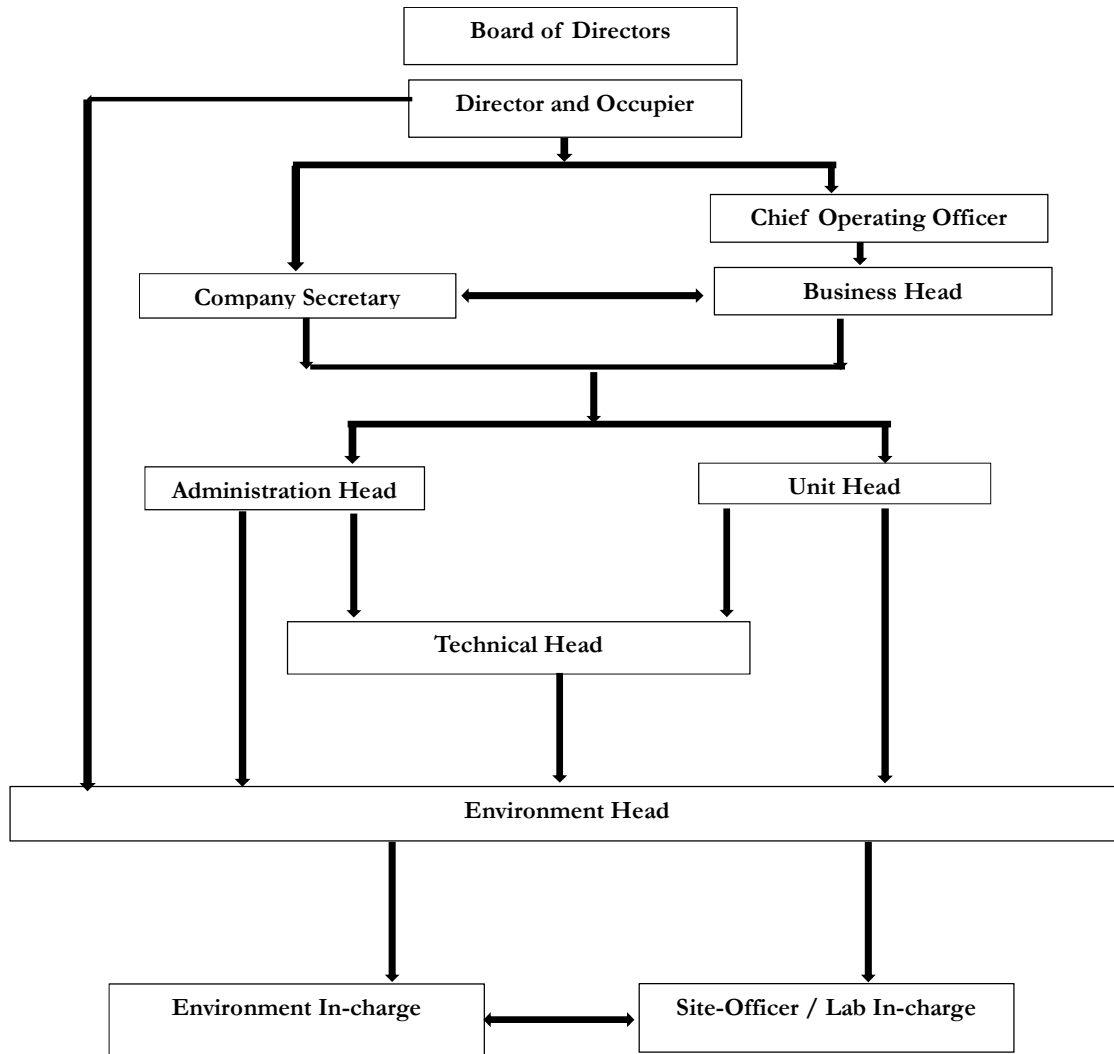 Board of Directors
Director and Occupier
Chief Operating Officer
Company Secretary
Business Head
Administration Head
Unit Head
Technical Head
Environment Head
Environment In-charge
Site-Officer / Lab In-charge